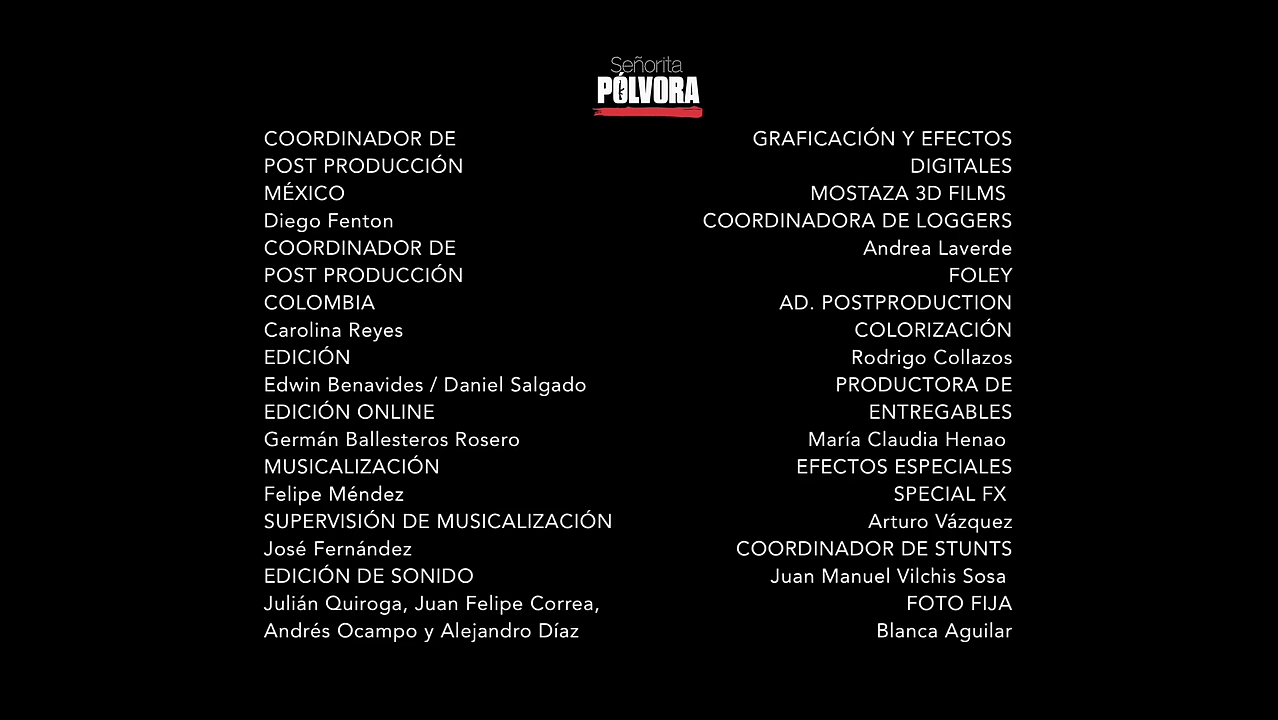 Señorita
PÓLVORA
COORDINADOR DE
POST PRODUCCIÓN
MÉXICO
Diego Fenton
COORDINADOR DE
POST PRODUCCIÓN
COLOMBIA
Carolina Reyes
EDICIÓN
Edwin Benavides / Daniel Salgado
EDICIÓN ONLINE
Germán Ballesteros Rosero
MUSICALIZACIÓN
Felipe Méndez
SUPERVISIÓN DE MUSICALIZACIÓN
José Fernández
EDICIÓN DE SONIDO
Julián Quiroga, Juan Felipe Correa,
Andrés Ocampo y Alejandro Díaz
GRAFICACIÓN Y EFECTOS
DIGITALES
MOSTAZA 3D FILMS
COORDINADORA DE LOGGERS
Andrea Laverde
FOLEY
AD. POSTPRODUCTION
COLORIZACIÓN
Rodrigo Collazos
PRODUCTORA DE
ENTREGABLES
María Claudia Henao
EFECTOS ESPECIALES
SPECIAL FX
Arturo Vázquez
COORDINADOR DE STUNTS
Juan Manuel Vilchis Sosa
FOTO FIJA
Blanca Aguilar